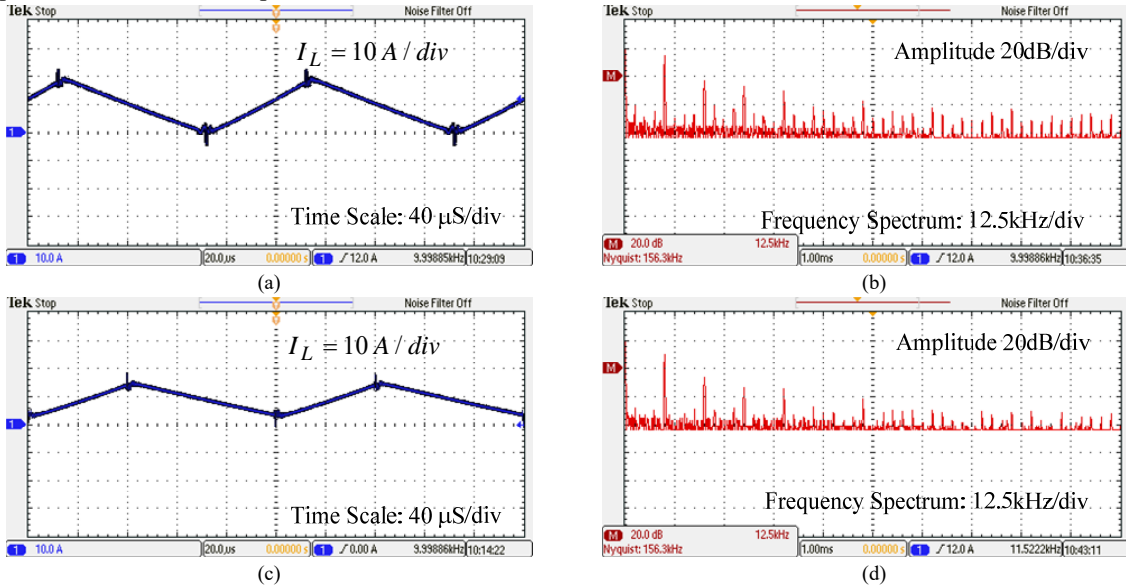 Tek Stop Noise Filter Off
I_L = 10 A / div
1
Time Scale: 40 μS/div
1 10.0 A 20.0μs 0.00000 s 1 ∫ 12.0 A 9.99885kHz 10:29:09
(a)
Tek Stop Noise Filter Off
Amplitude 20dB/div
M
Frequency Spectrum: 12.5kHz/div
M 20.0 dB 12.5kHz
Nyquist: 156.3kHz 1.00ms 0.00000 s 1 ∫ 12.0 A 9.99886kHz 10:36:35
(b)
Tek Stop Noise Filter Off
I_L = 10 A / div
1
Time Scale: 40 μS/div
1 10.0 A 20.0μs 0.00000 s 1 ∫ 0.00 A 9.99886kHz 10:14:22
(c)
Tek Stop Noise Filter Off
Amplitude 20dB/div
M
Frequency Spectrum: 12.5kHz/div
M 20.0 dB 12.5kHz
Nyquist: 156.3kHz 1.00ms 0.00000 s 1 ∫ 12.0 A 11.5222kHz 10:43:11
(d)